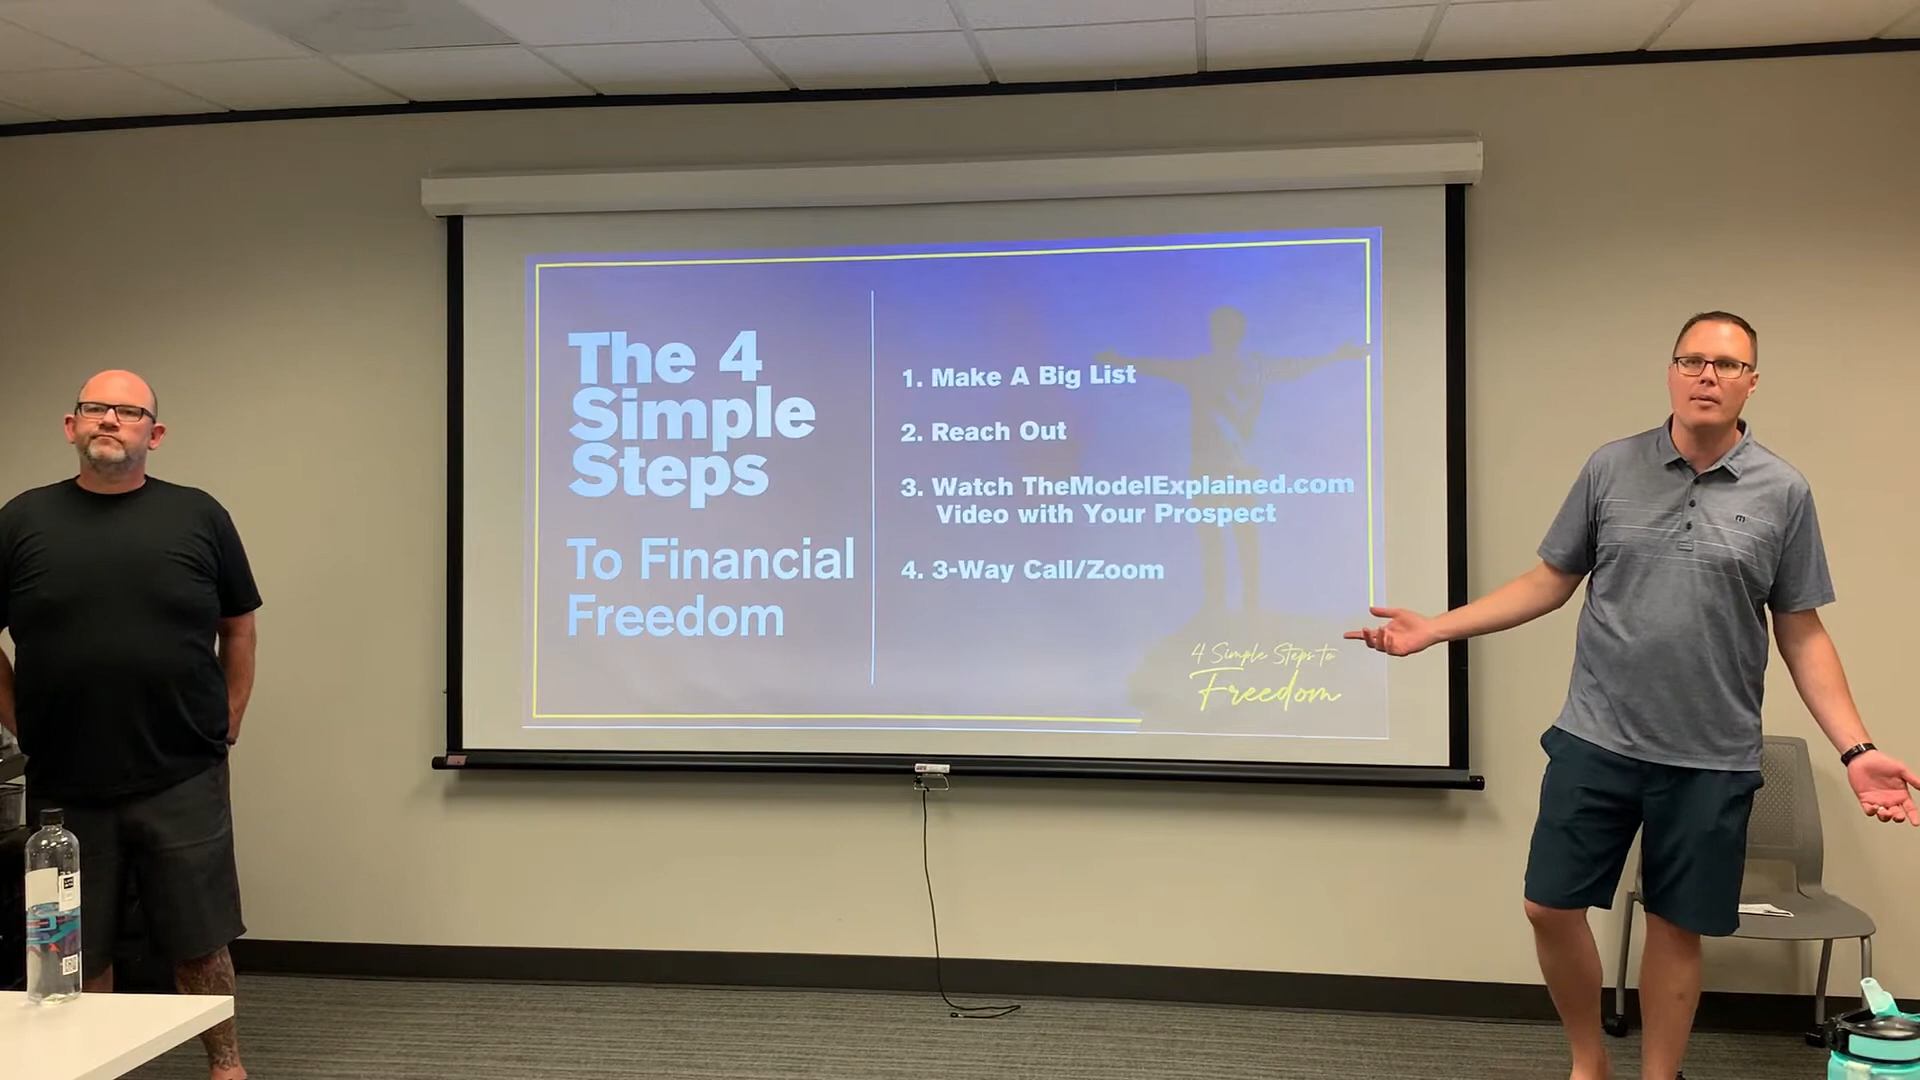 The 4
Simple
Steps
To Financial
Freedom
1. Make A Big List
2. Reach Out
3. Watch TheModelExplained.com
Video with Your Prospect
4. 3-Way Call/Zoom
4 Simple Steps to
Freedom
m